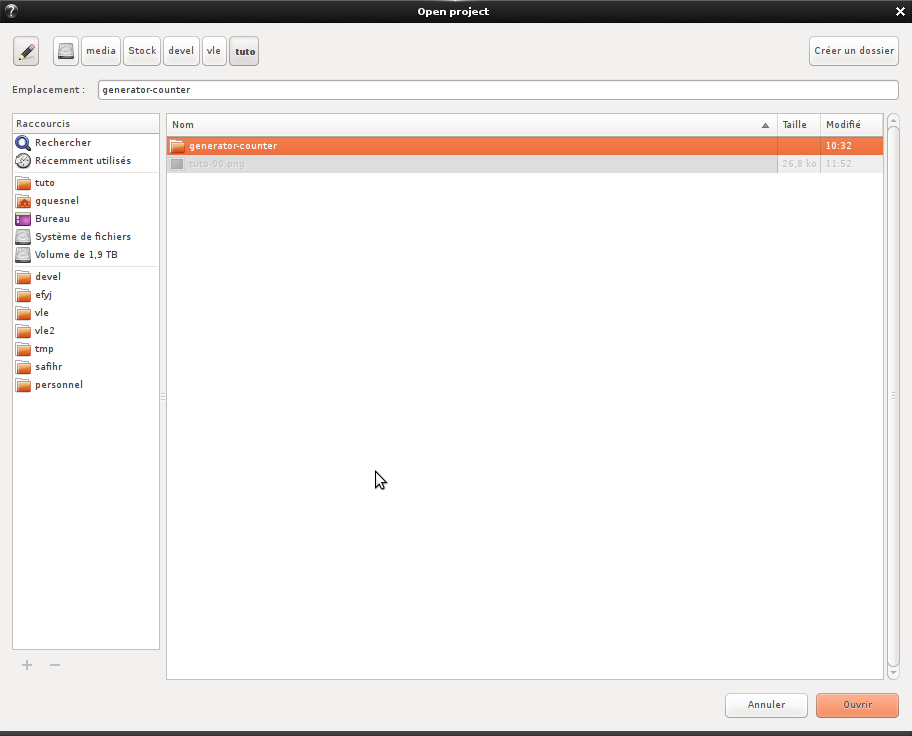 Open project
media Stock devel vle tuto Créer un dossier
Emplacement : generator-counter
Raccourcis
Rechercher
Récemment utilisés
tuto
gquesnel
Bureau
Système de fichiers
Volume de 1,9 TB
devel
efyj
vle
vle2
tmp
safihr
personnel
Nom Taille Modifié
generator-counter 10:32
tuto-00.png 26,8 ko 11:52
Annuler Ouvrir